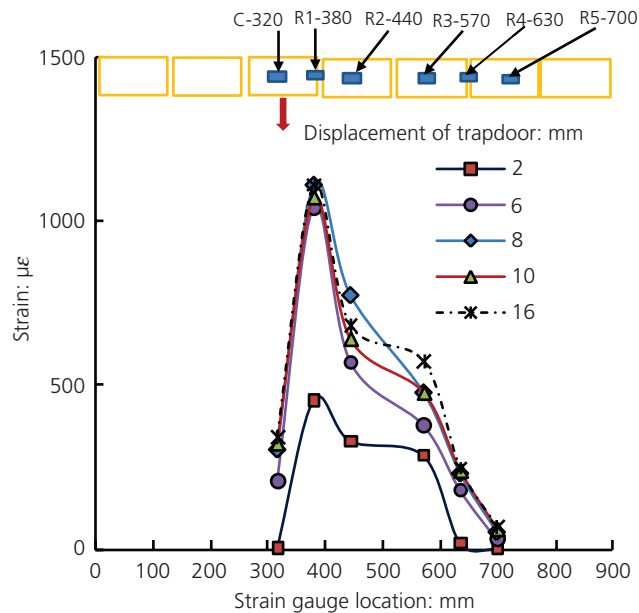 C-320 R1-380 R2-440 R3-570 R4-630 R5-700
1500
Displacement of trapdoor: mm
2
6
8
10
16
1000
500
0
Strain: µε
0 100 200 300 400 500 600 700 800 900
Strain gauge location: mm